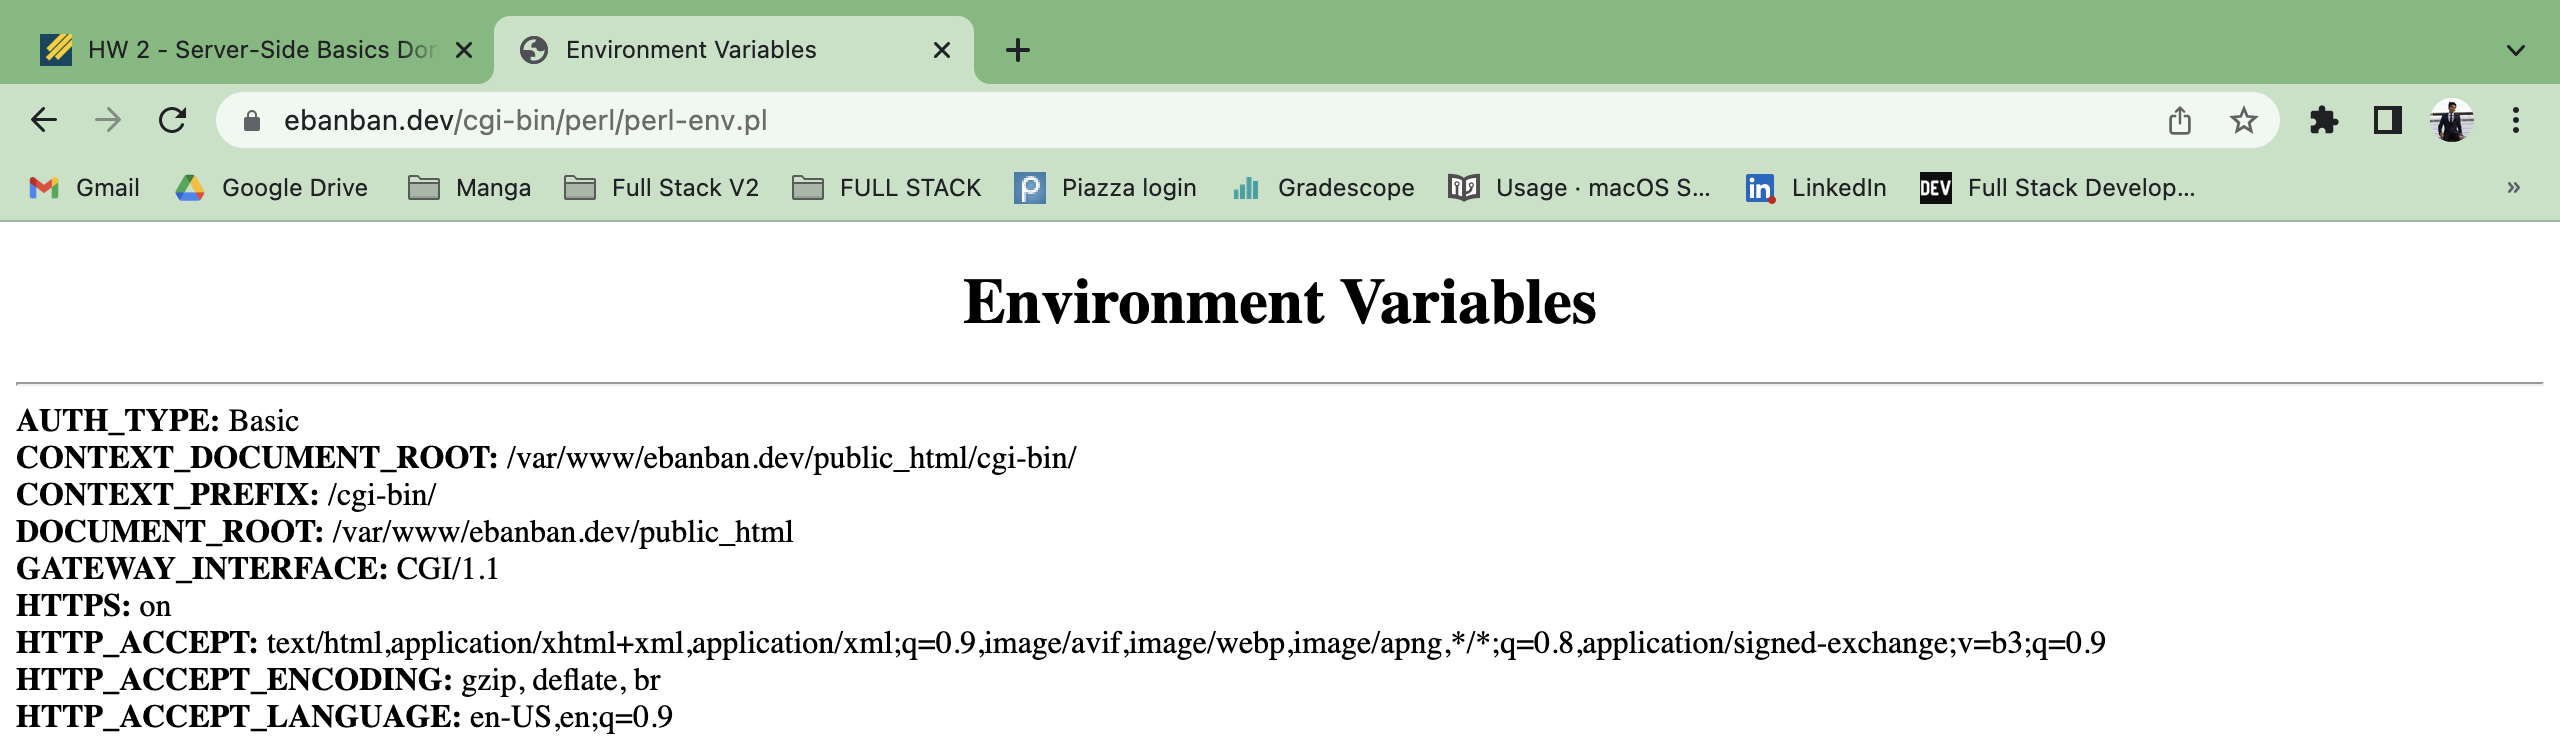 HW 2 - Server-Side Basics Dor
Environment Variables
ebanban.dev/cgi-bin/perl/perl-env.pl
Gmail Google Drive Manga Full Stack V2 FULL STACK Piazza login Gradescope Usage · macOS S... LinkedIn DEV Full Stack Develop... »
Environment Variables
AUTH_TYPE: Basic
CONTEXT_DOCUMENT_ROOT: /var/www/ebanban.dev/public_html/cgi-bin/
CONTEXT_PREFIX: /cgi-bin/
DOCUMENT_ROOT: /var/www/ebanban.dev/public_html
GATEWAY_INTERFACE: CGI/1.1
HTTPS: on
HTTP_ACCEPT: text/html,application/xhtml+xml,application/xml;q=0.9,image/avif,image/webp,image/apng,*/*;q=0.8,application/signed-exchange;v=b3;q=0.9
HTTP_ACCEPT_ENCODING: gzip, deflate, br
HTTP_ACCEPT_LANGUAGE: en-US,en;q=0.9